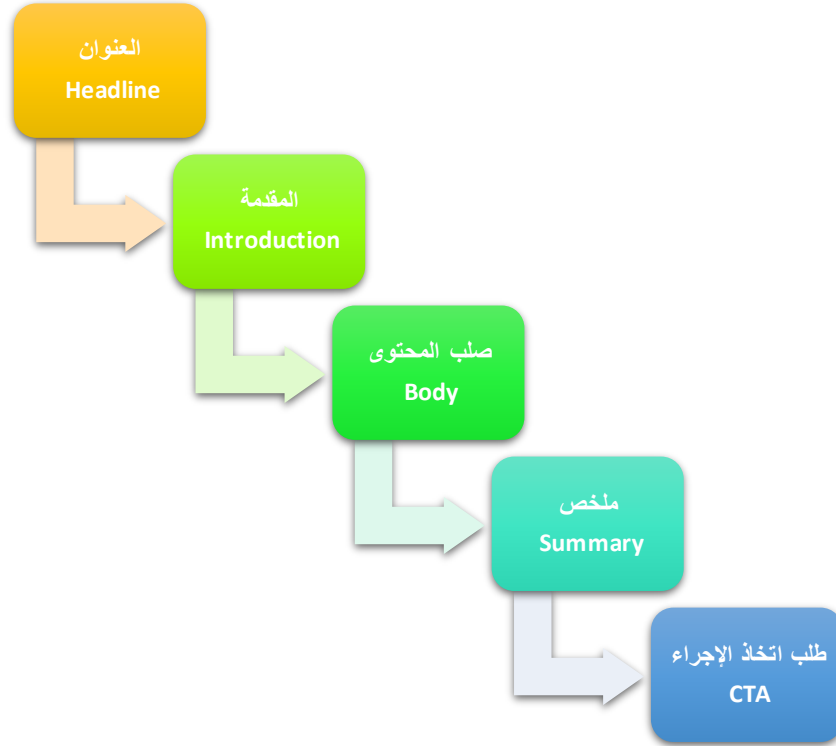 العنوان
Headline
المقدمة
Introduction
صلب المحتوى
Body
ملخص
Summary
طلب اتخاذ الإجراء
CTA